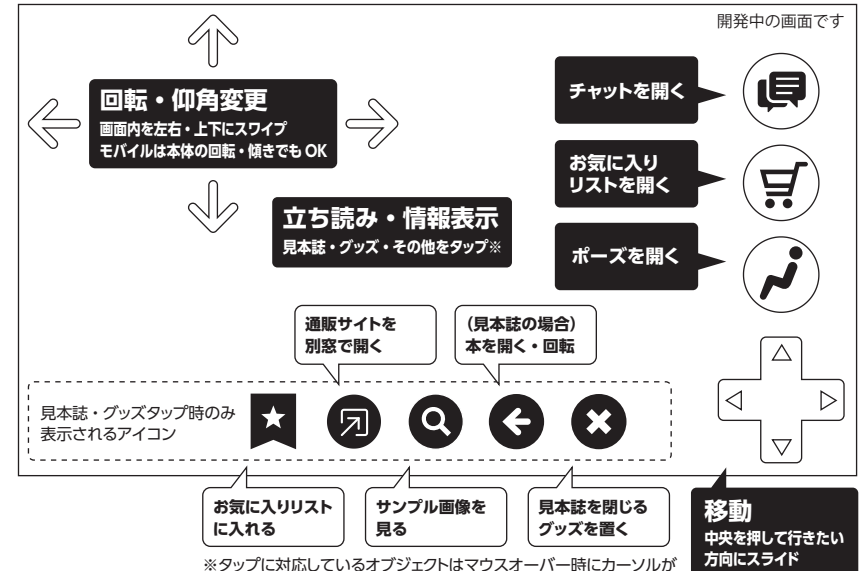 開発中の画面です
回転・仰角変更
画面内を左右・上下にスワイプ
モバイルは本体の回転・傾きでも OK
チャットを開く
お気に入り
リストを開く
立ち読み・情報表示
見本誌・グッズ・その他をタップ※
ポーズを開く
通販サイトを
別窓で開く
(見本誌の場合)
本を開く・回転
見本誌・グッズタップ時のみ
表示されるアイコン
お気に入りリスト
に入れる
サンプル画像を
見る
見本誌を閉じる
グッズを置く
移動
中央を押して行きたい
方向にスライド
※タップに対応しているオブジェクトはマウスオーバー時にカーソルが